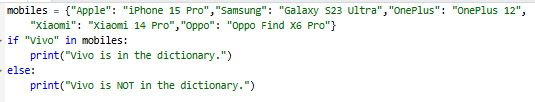 mobiles = {"Apple": "iPhone 15 Pro","Samsung": "Galaxy S23 Ultra","OnePlus": "OnePlus 12",
"Xiaomi": "Xiaomi 14 Pro","Oppo": "Oppo Find X6 Pro"}
if "Vivo" in mobiles:
print("Vivo is in the dictionary.")
else:
print("Vivo is NOT in the dictionary.")